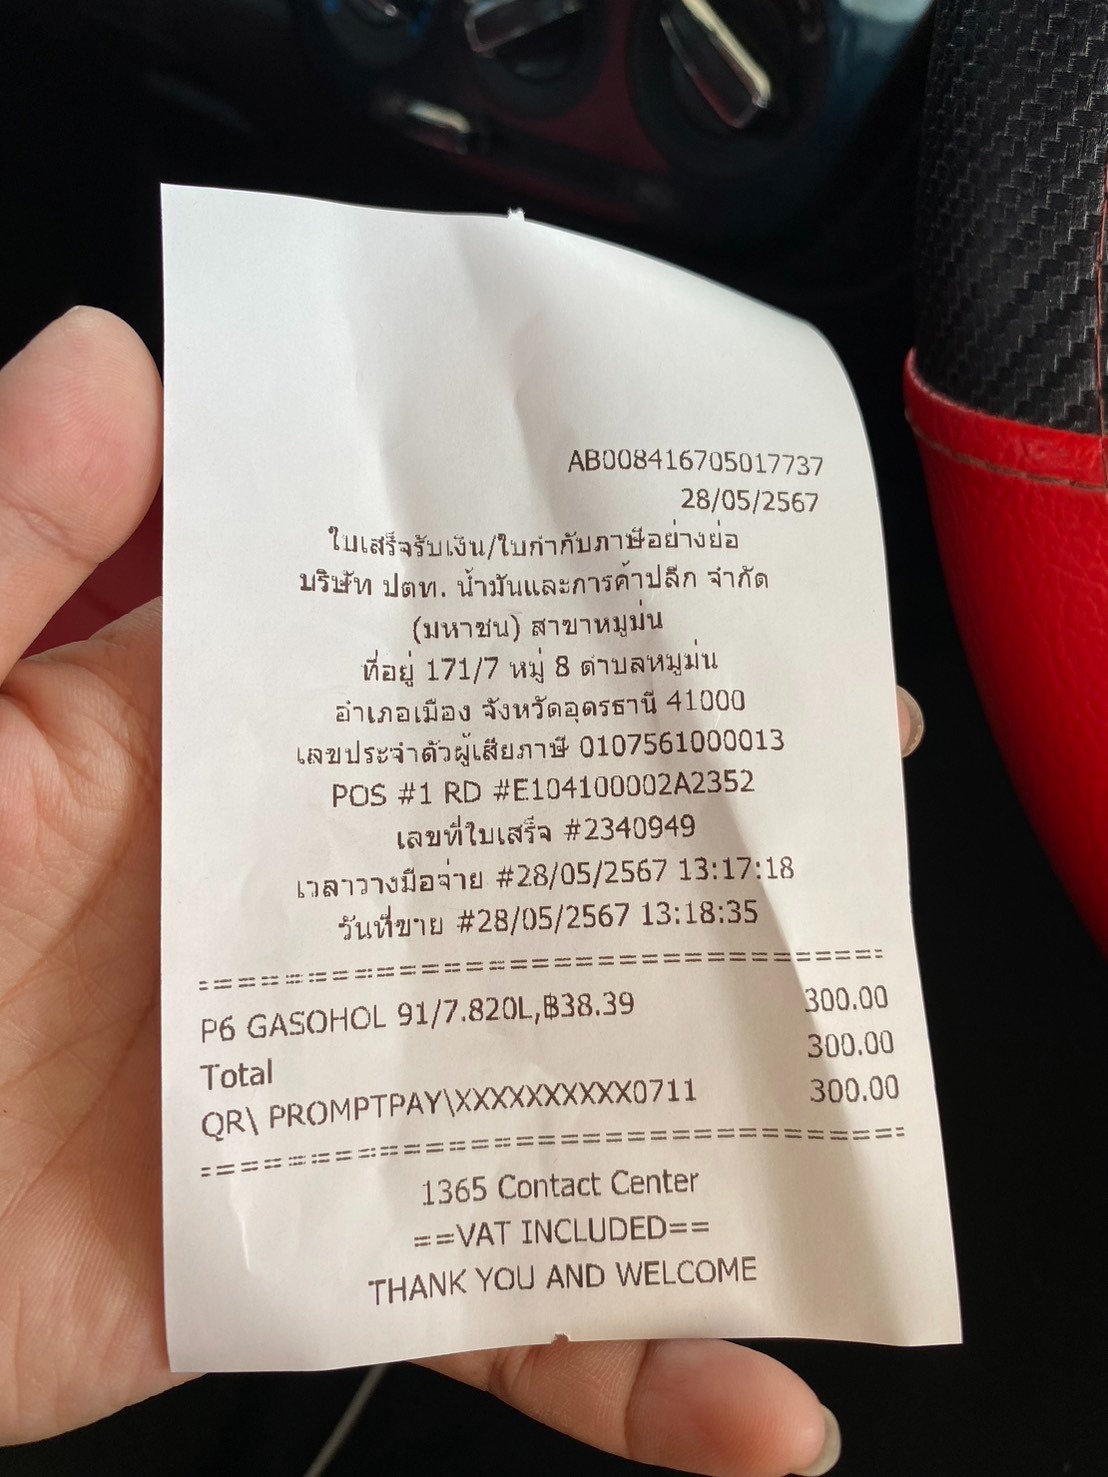 AB008416705017737
28/05/2567
ใบเสร็จรับเงิน/ใบกำกับภาษีอย่างย่อ
บริษัท ปตท. น้ำมันและการค้าปลีก จำกัด
(มหาชน) สาขาหมูม่น
ที่อยู่ 171/7 หมู่ 8 ตำบลหมูม่น
อำเภอเมือง จังหวัดอุดรธานี 41000
เลขประจำตัวผู้เสียภาษี 0107561000013
POS #1 RD #E104100002A2352
เลขที่ใบเสร็จ #2340949
เวลาวางมือจ่าย #28/05/2567 13:17:18
วันที่ขาย #28/05/2567 13:18:35
P6 GASOHOL 91/7.820L,฿38.39 300.00
Total 300.00
QR\ PROMPTPAY\XXXXXXXXXX0711 300.00
1365 Contact Center
==VAT INCLUDED==
THANK YOU AND WELCOME